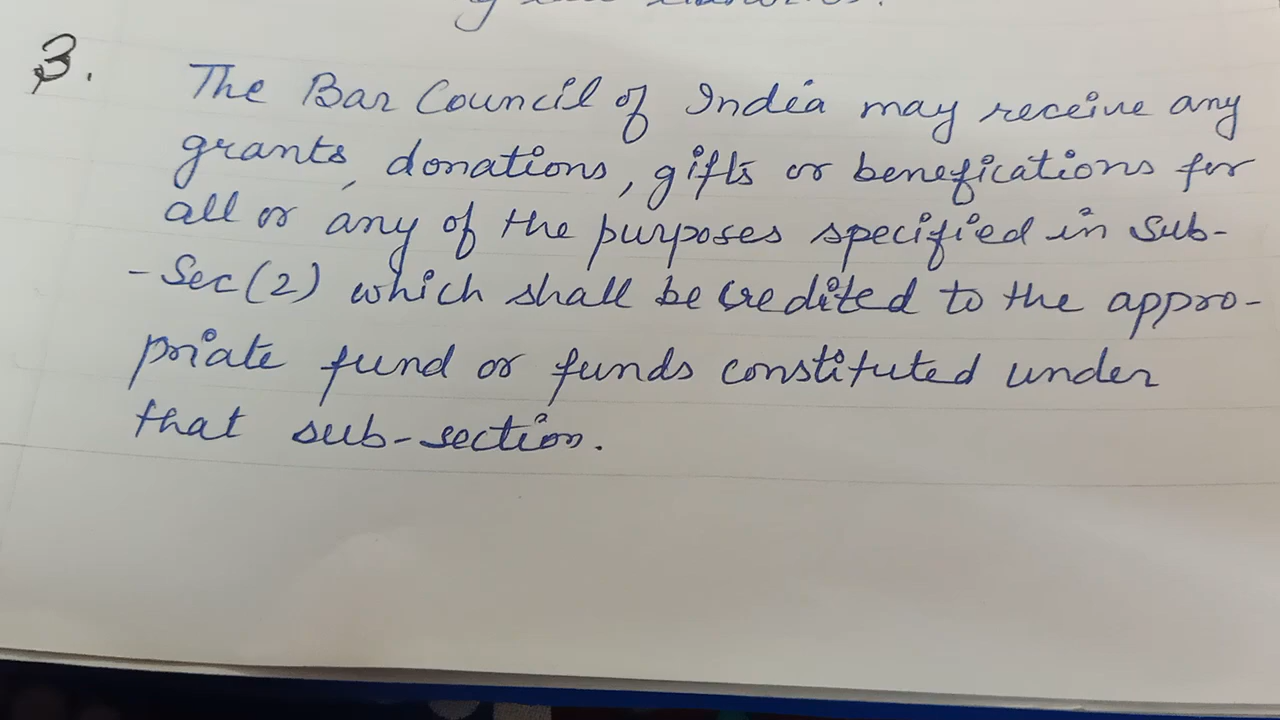 3. The Bar Council of India may receive any
grants, donations, gifts or benefications for
all or any of the purposes specified in Sub-
-Sec(2) which shall be credited to the appro-
priate fund or funds constituted under
that sub-section.